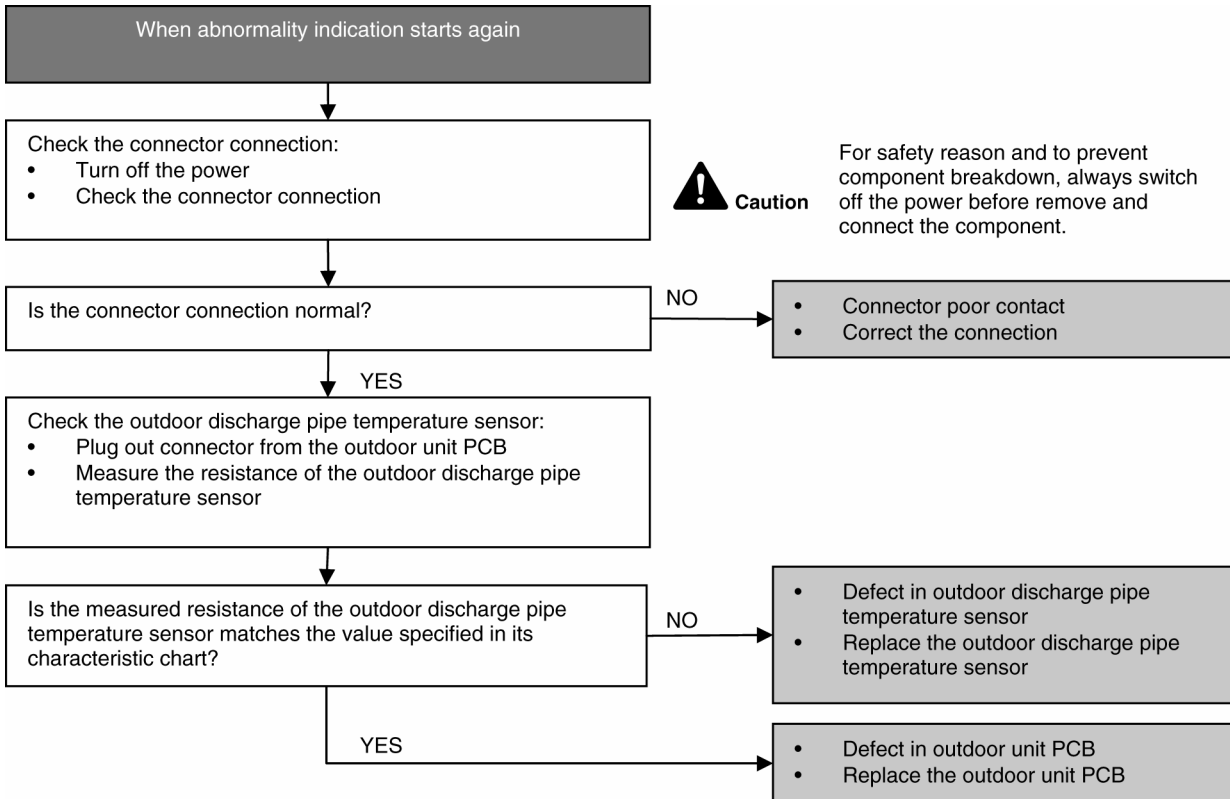 When abnormality indication starts again
Check the connector connection:
• Turn off the power
• Check the connector connection
Caution
For safety reason and to prevent
component breakdown, always switch
off the power before remove and
connect the component.
Is the connector connection normal?
NO
• Connector poor contact
• Correct the connection
YES
Check the outdoor discharge pipe temperature sensor:
• Plug out connector from the outdoor unit PCB
• Measure the resistance of the outdoor discharge pipe
temperature sensor
Is the measured resistance of the outdoor discharge pipe
temperature sensor matches the value specified in its
characteristic chart?
NO
• Defect in outdoor discharge pipe
temperature sensor
• Replace the outdoor discharge pipe
temperature sensor
YES
• Defect in outdoor unit PCB
• Replace the outdoor unit PCB